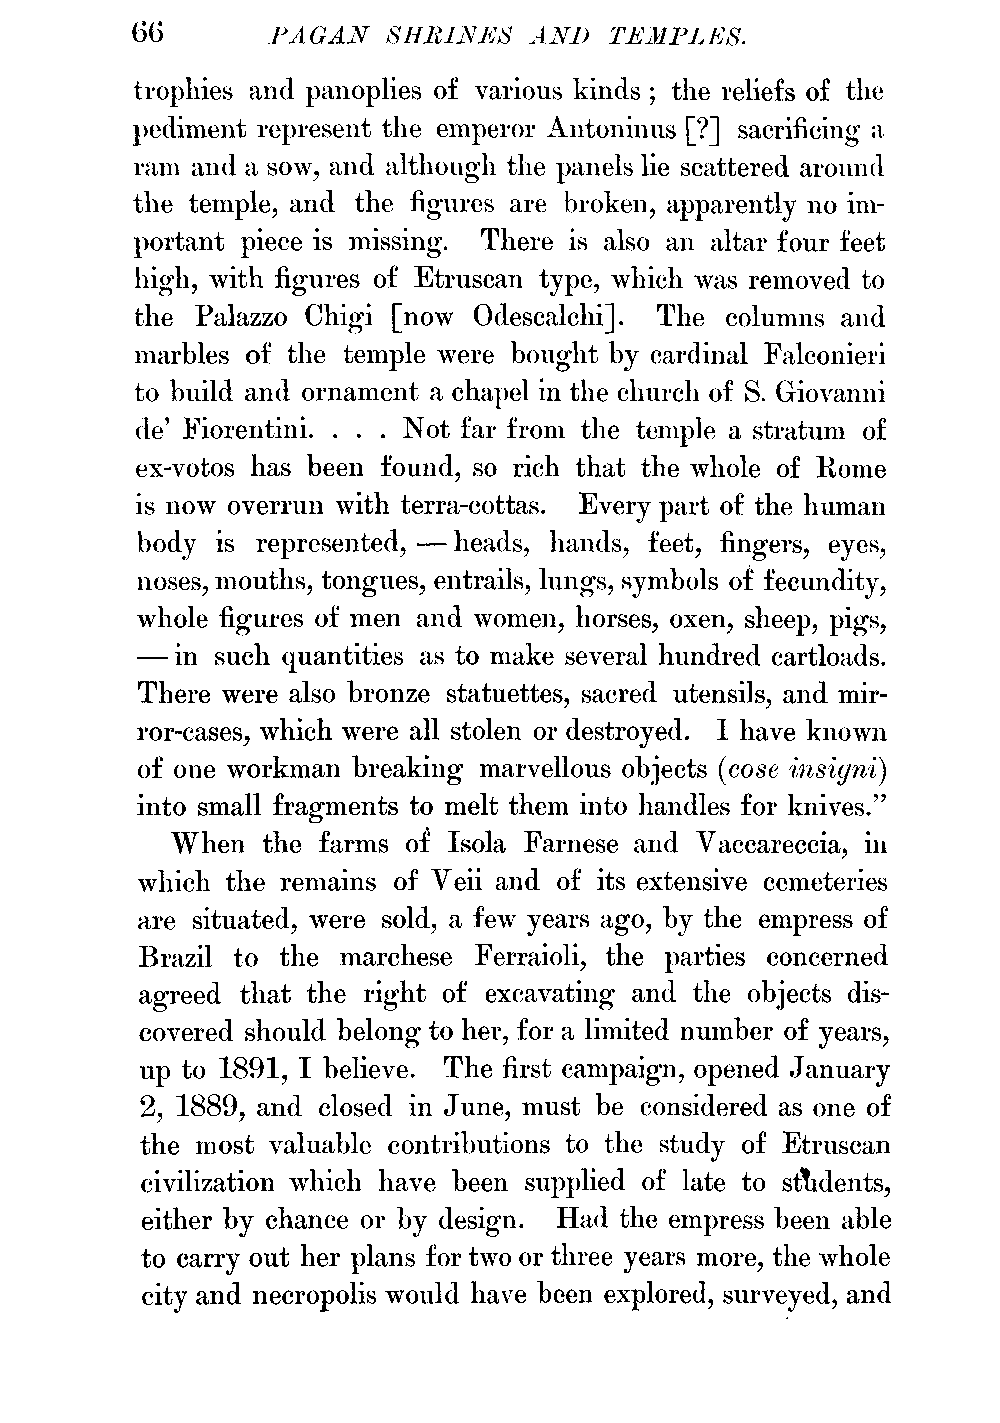 66 PAGAN SHRINES AND TEMPLES.
trophies and panoplies of various kinds ; the reliefs of the
pediment represent the emperor Antoninus [?] sacrificing a
ram and a sow, and although the panels lie scattered around
the temple, and the figures are broken, apparently no im-
portant piece is missing. There is also an altar four feet
high, with figures of Etruscan type, which was removed to
the Palazzo Chigi [now Odescalchi]. The columns and
marbles of the temple were bought by cardinal Falconieri
to build and ornament a chapel in the church of S. Giovanni
de' Fiorentini. . . . Not far from the temple a stratum of
ex-votos has been found, so rich that the whole of Rome
is now overrun with terra-cottas. Every part of the human
body is represented, — heads, hands, feet, fingers, eyes,
noses, mouths, tongues, entrails, lungs, symbols of fecundity,
whole figures of men and women, horses, oxen, sheep, pigs,
— in such quantities as to make several hundred cartloads.
There were also bronze statuettes, sacred utensils, and mir-
ror-cases, which were all stolen or destroyed. I have known
of one workman breaking marvellous objects (cose insigni)
into small fragments to melt them into handles for knives."
When the farms of Isola Farnese and Vaccareccia, in
which the remains of Veii and of its extensive cemeteries
are situated, were sold, a few years ago, by the empress of
Brazil to the marchese Ferraioli, the parties concerned
agreed that the right of excavating and the objects dis-
covered should belong to her, for a limited number of years,
up to 1891, I believe. The first campaign, opened January
2, 1889, and closed in June, must be considered as one of
the most valuable contributions to the study of Etruscan
civilization which have been supplied of late to students,
either by chance or by design. Had the empress been able
to carry out her plans for two or three years more, the whole
city and necropolis would have been explored, surveyed, and